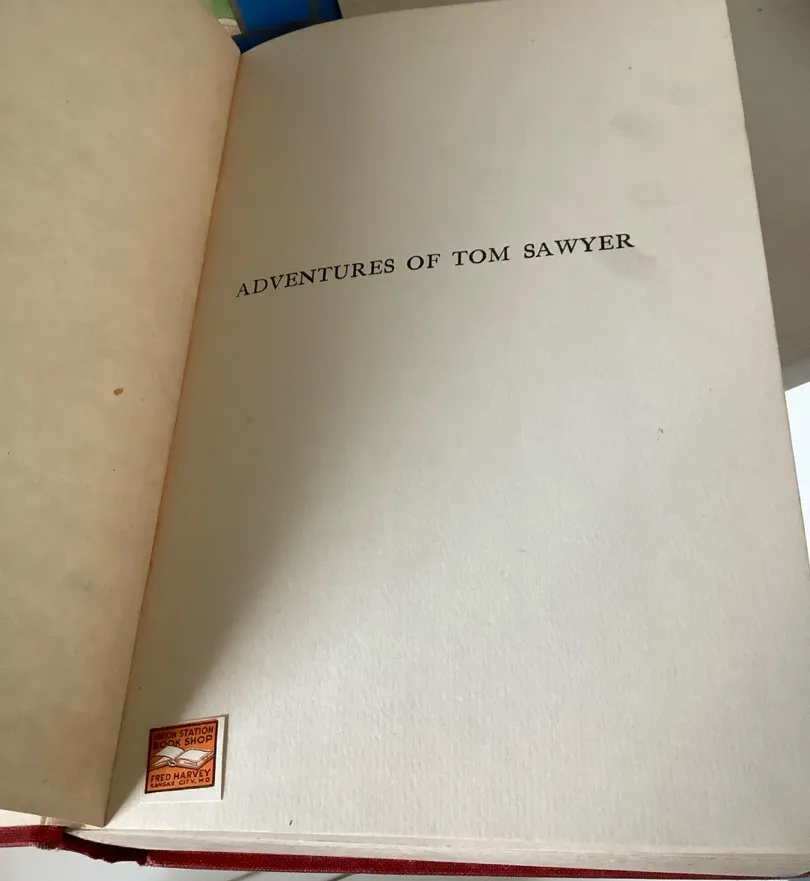 ADVENTURES OF TOM SAWYER
UNION STATION
BOOK SHOP
FRED HARVEY
KANSAS CITY, MO